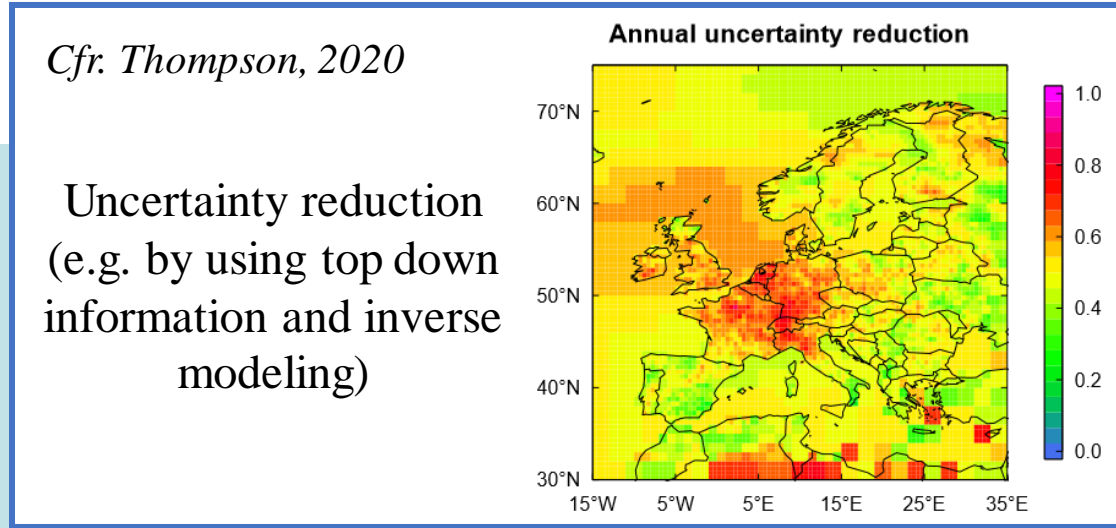 Cfr. Thompson, 2020
Uncertainty reduction
(e.g. by using top down
information and inverse
modeling)
Annual uncertainty reduction
70°N
60°N
50°N
40°N
30°N
15°W 5°W 5°E 15°E 25°E 35°E
1.0
0.8
0.6
0.4
0.2
0.0